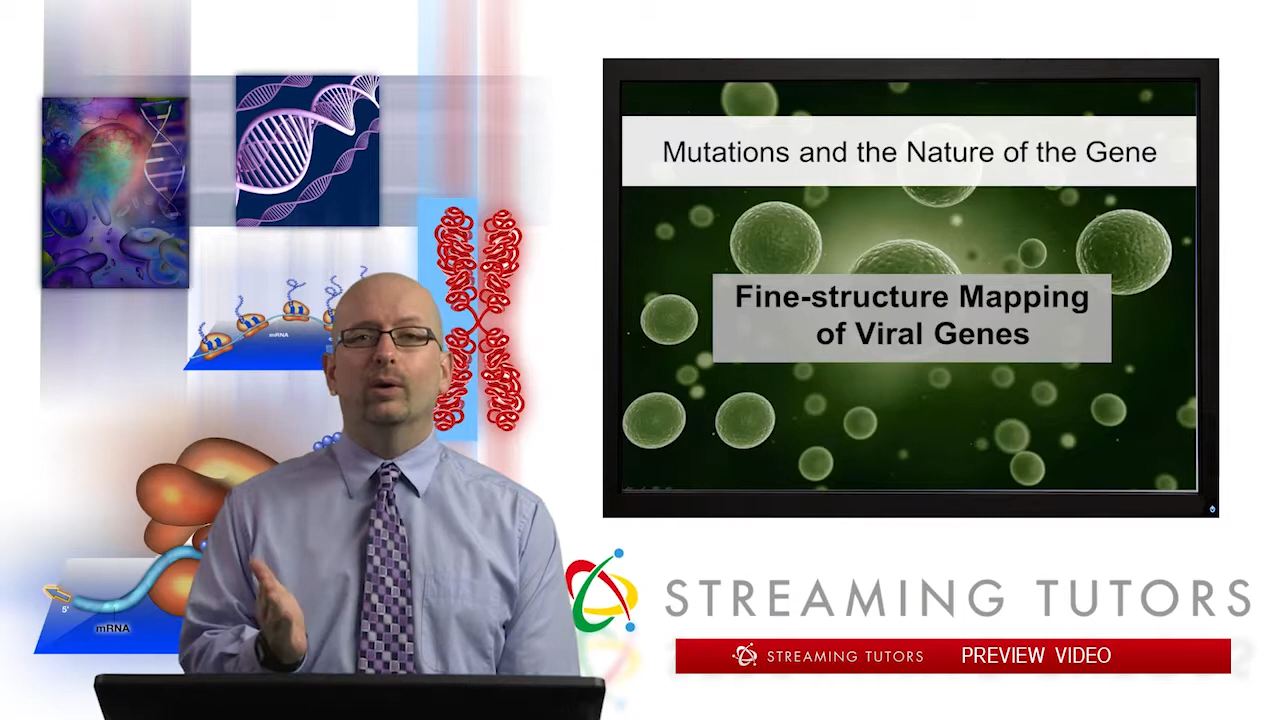 Mutations and the Nature of the Gene
Fine-structure Mapping
of Viral Genes
mRNA
5'
mRNA
STREAMING TUTORS
STREAMING TUTORS PREVIEW VIDEO